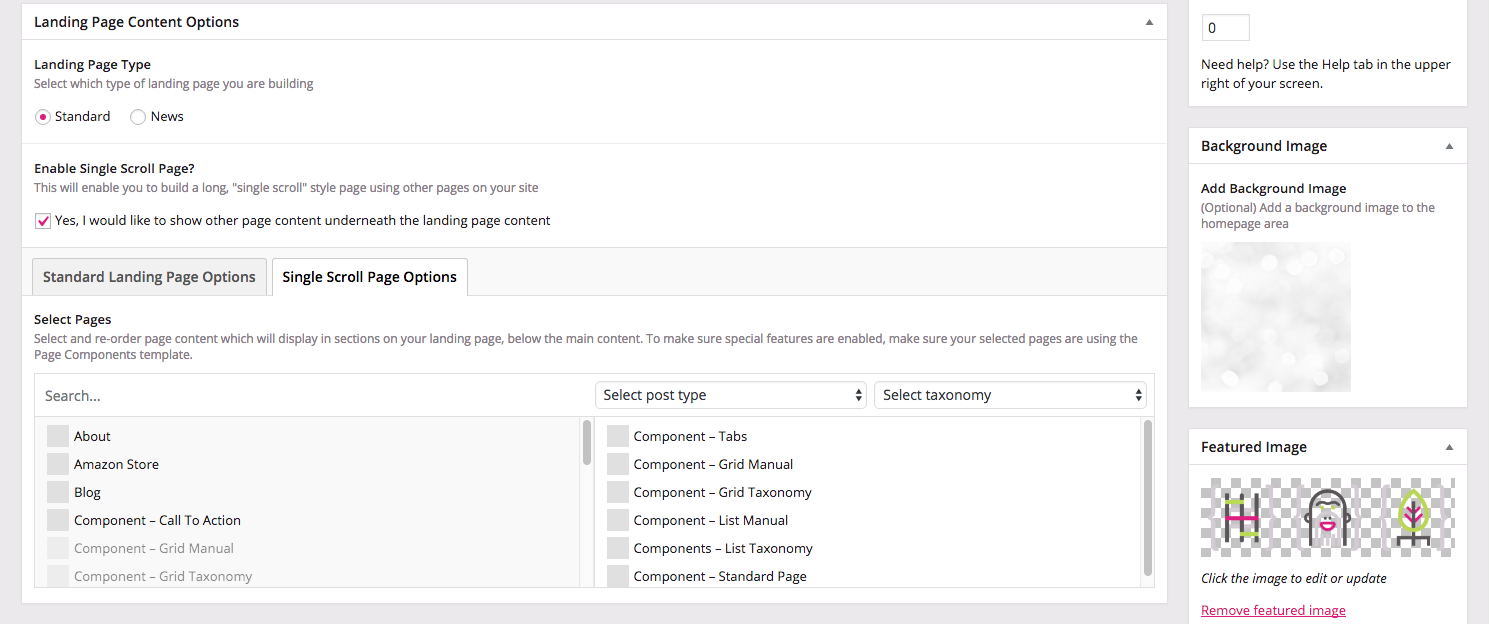 Landing Page Content Options
Landing Page Type
Select which type of landing page you are building
Standard
News
Enable Single Scroll Page?
This will enable you to build a long, "single scroll" style page using other pages on your site
Yes, I would like to show other page content underneath the landing page content
Standard Landing Page Options
Single Scroll Page Options
Select Pages
Select and re-order page content which will display in sections on your landing page, below the main content. To make sure special features are enabled, make sure your selected pages are using the
Page Components template.
Search...
Select post type
Select taxonomy
About
Amazon Store
Blog
Component – Call To Action
Component – Grid Manual
Component – Grid Taxonomy
Component – Tabs
Component – Grid Manual
Component – Grid Taxonomy
Component – List Manual
Components – List Taxonomy
Component – Standard Page
0
Need help? Use the Help tab in the upper
right of your screen.
Background Image
Add Background Image
(Optional) Add a background image to the
homepage area
Featured Image
Click the image to edit or update
Remove featured image